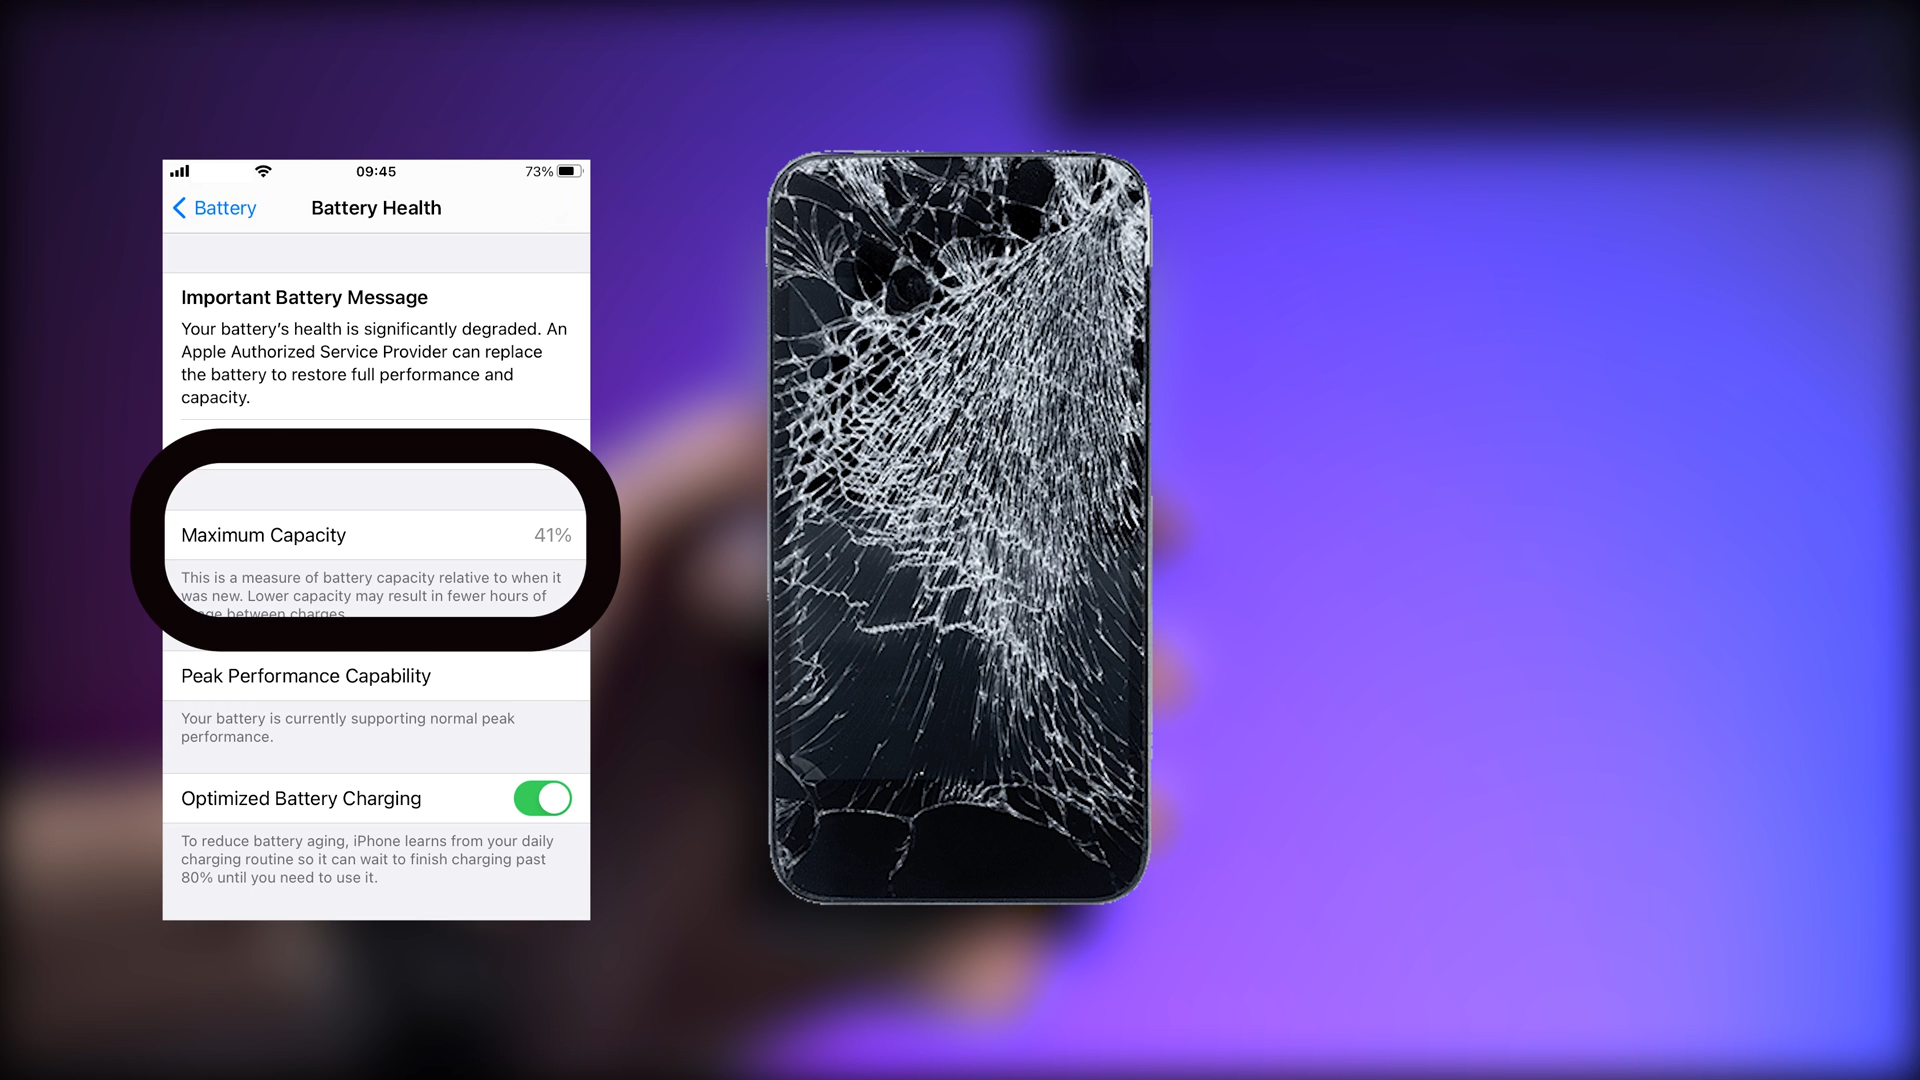 09:45
73%
Battery
Battery Health
Important Battery Message
Your battery's health is significantly degraded. An
Apple Authorized Service Provider can replace
the battery to restore full performance and
capacity.
Maximum Capacity
41%
This is a measure of battery capacity relative to when it
was new. Lower capacity may result in fewer hours of
between charges.
Peak Performance Capability
Your battery is currently supporting normal peak
performance.
Optimized Battery Charging
To reduce battery aging, iPhone learns from your daily
charging routine so it can wait to finish charging past
80% until you need to use it.